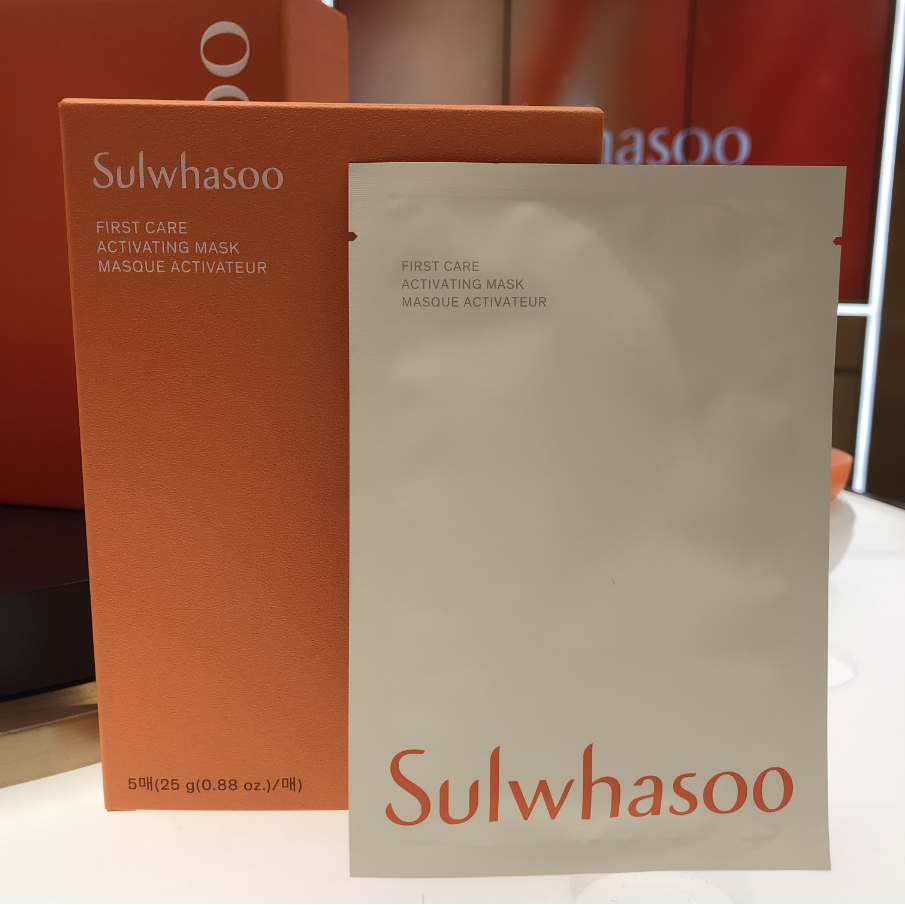 Sulwhasoo
FIRST CARE
ACTIVATING MASK
MASQUE ACTIVATEUR
5매(25 g(0.88 oz.)/매)
FIRST CARE
ACTIVATING MASK
MASQUE ACTIVATEUR
Sulwhasoo
hasoo